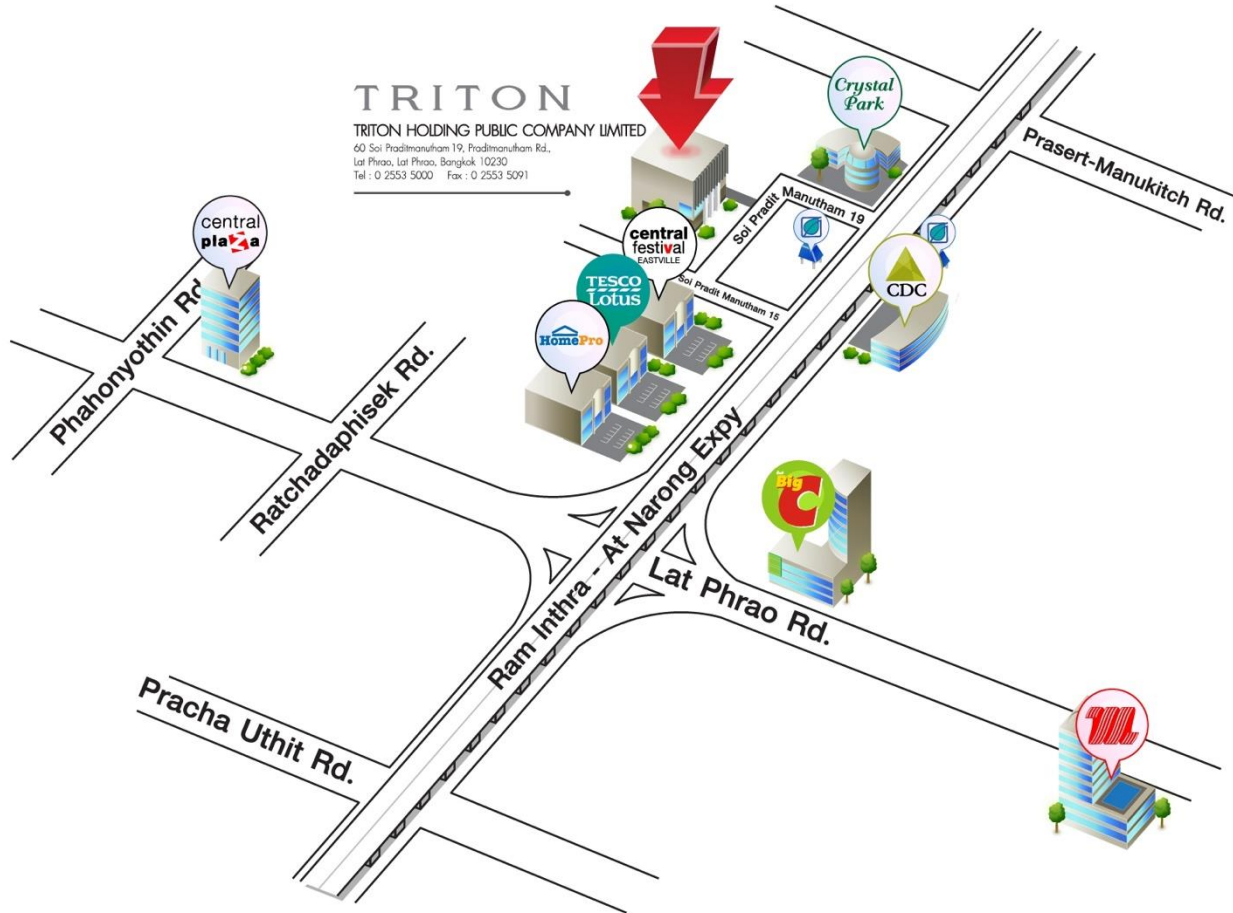 TRITON
TRITON HOLDING PUBLIC COMPANY LIMITED
60 Soi Praditmanutham 19, Praditmanutham Rd.,
Lat Phrao, Lat Phrao, Bangkok 10230
Tel : 0 2553 5000 Fax : 0 2553 5091
Crystal
Park
Prasert-Manukitch Rd.
Soi Pradit Manutham 19
central
plaza
central
festival
EASTVILLE
TESCO
Lotus
Soi Pradit Manutham 15
CDC
HomePro
Phahonyothin Rd.
Ratchadaphisek Rd.
Ram Inthra - At Narong Expy
Big
C
Lat Phrao Rd.
Pracha Uthit Rd.